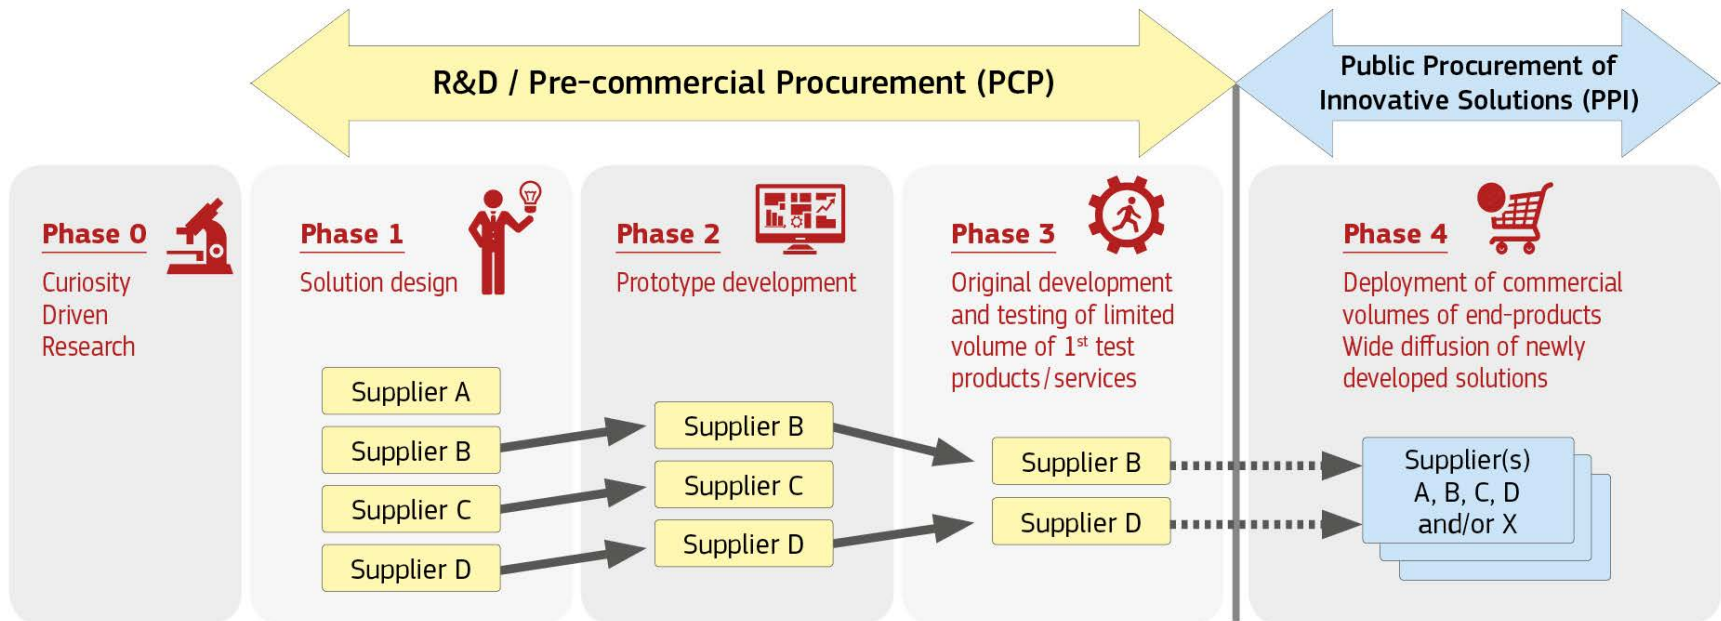 R&D / Pre-commercial Procurement (PCP)
Public Procurement of
Innovative Solutions (PPI)
Phase 0
Curiosity
Driven
Research
Phase 1
Solution design
Supplier A
Supplier B
Supplier C
Supplier D
Phase 2
Prototype development
Supplier B
Supplier C
Supplier D
Phase 3
Original development
and testing of limited
volume of 1st test
products/services
Supplier B
Supplier D
Phase 4
Deployment of commercial
volumes of end-products
Wide diffusion of newly
developed solutions
Supplier(s)
A, B, C, D
and/or X